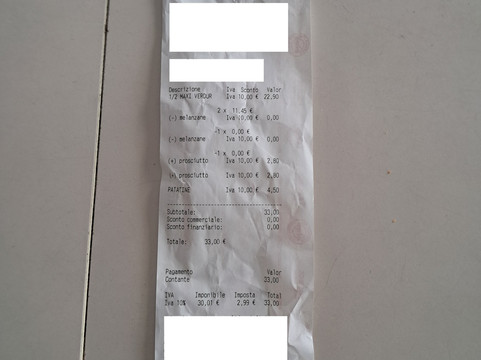 Descrizione Iva Sconto Valor
1/2 MAXI VERDUR Iva 10,00 € 22,90
2 x 11,45 €
(-) melanzane Iva 10,00 € 0,00
-1 x 0,00 €
(-) melanzane Iva 10,00 € 0,00
-1 x 0,00 €
(+) prosciutto Iva 10,00 € 2,80
(+) prosciutto Iva 10,00 € 2,80
PATATINE Iva 10,00 € 4,50
Subtotale: 33,00
Sconto commerciale: 0,00
Sconto finanziario: 0,00
Totale: 33,00 €
Pagamento Valor
Contante 33,00
IVA Imponibile Imposta Total
Iva 10% 30,01 € 2,99 € 33,00